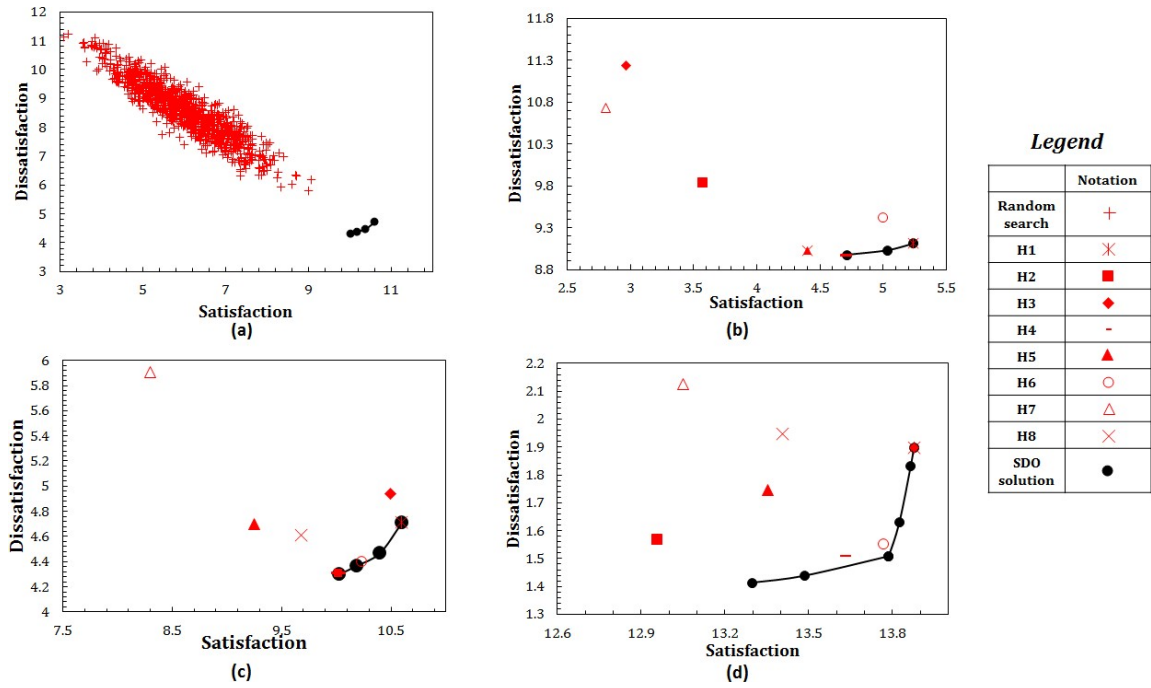 12
11
10
9
8
7
6
5
4
3
Dissatisfaction
3 5 7 9 11
Satisfaction
(a)
11.8
11.3
10.8
10.3
9.8
9.3
8.8
Dissatisfaction
2.5 3 3.5 4 4.5 5 5.5
Satisfaction
(b)
Legend
Notation
Random search
H1
H2
H3
H4
H5
H6
H7
H8
SDO solution
6
5.8
5.6
5.4
5.2
5
4.8
4.6
4.4
4.2
4
Dissatisfaction
7.5 8.5 9.5 10.5
Satisfaction
(c)
2.2
2.1
2
1.9
1.8
1.7
1.6
1.5
1.4
1.3
Dissatisfaction
12.6 12.9 13.2 13.5 13.8
Satisfaction
(d)